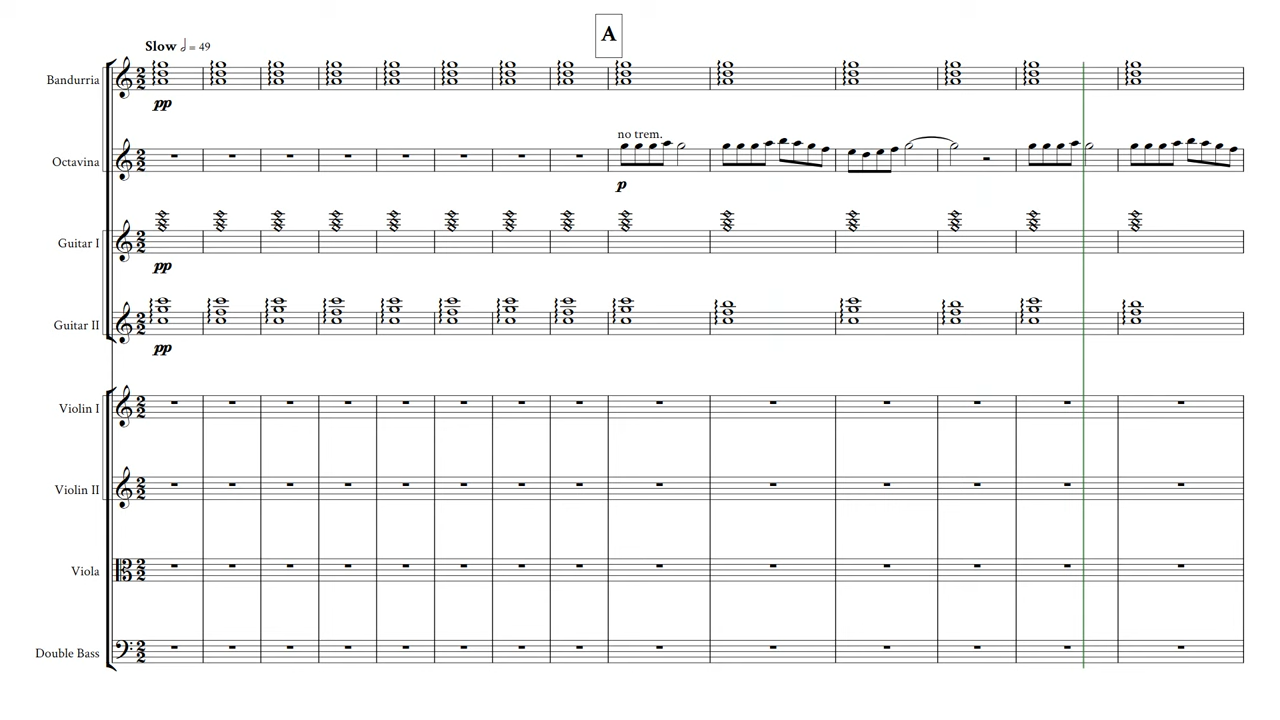 A
Slow 𝅗𝅥 = 49
Bandurria
pp
no trem.
Octavina
p
Guitar I
pp
Guitar II
pp
Violin I
Violin II
Viola
Double Bass